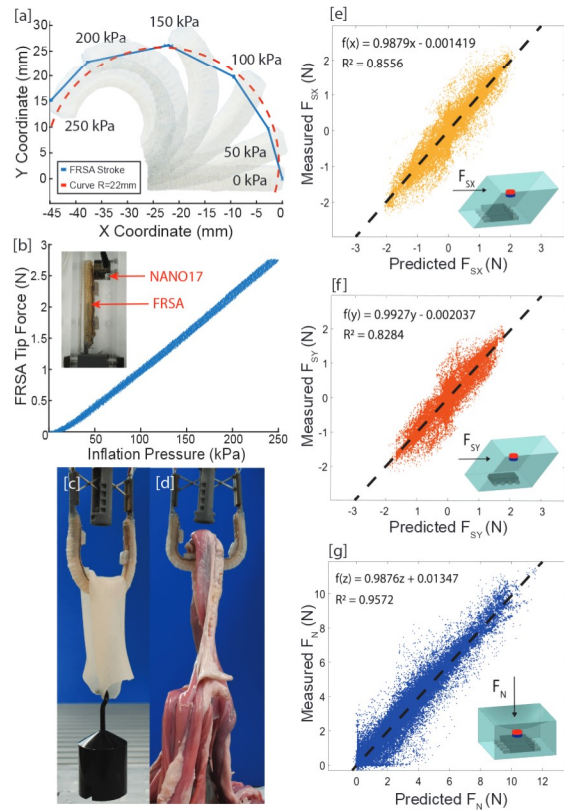 [a]
Y Coordinate (mm)
30
25
20
15
10
5
0
150 kPa
200 kPa
100 kPa
250 kPa
50 kPa
0 kPa
FRSA Stroke
Curve R=22mm
-45 -40 -35 -30 -25 -20 -15 -10 -5 0
X Coordinate (mm)
[b]
FRSA Tip Force (N)
3
2.5
2
1.5
1
0.5
0
NANO17
FRSA
0 50 100 150 200 250
Inflation Pressure (kPa)
[c]
[d]
[e]
f(x) = 0.9879x - 0.001419
R² = 0.8556
Measured F_SX (N)
3
2
1
0
-1
-2
F_SX
-3 -2 -1 0 1 2 3
Predicted F_SX (N)
[f]
f(y) = 0.9927y - 0.002037
R² = 0.8284
Measured F_SY (N)
3
2
1
0
-1
-2
F_SY
-3 -2 -1 0 1 2 3
Predicted F_SY (N)
[g]
f(z) = 0.9876z + 0.01347
R² = 0.9572
Measured F_N (N)
12
10
8
6
4
2
0
F_N
0 2 4 6 8 10 12
Predicted F_N (N)